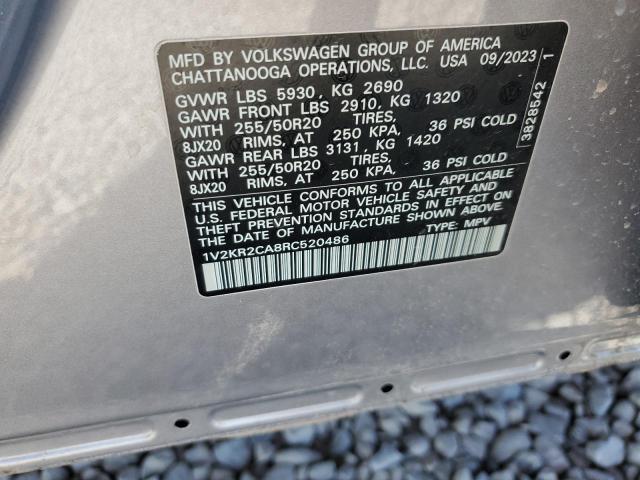 MFD BY VOLKSWAGEN GROUP OF AMERICA
CHATTANOOGA OPERATIONS, LLC. USA 09/2023
GVWR LBS 5930, KG 2690
GAWR FRONT LBS 2910, KG 1320
WITH 255/50R20 TIRES,
8JX20 RIMS, AT 250 KPA, 36 PSI COLD
GAWR REAR LBS 3131, KG 1420
WITH 255/50R20 TIRES,
8JX20 RIMS, AT 250 KPA, 36 PSI COLD
THIS VEHICLE CONFORMS TO ALL APPLICABLE
U.S. FEDERAL MOTOR VEHICLE SAFETY AND
THEFT PREVENTION STANDARDS IN EFFECT ON
THE DATE OF MANUFACTURE SHOWN ABOVE.
1V2KR2CA8RC520486 TYPE: MPV
3828542 1